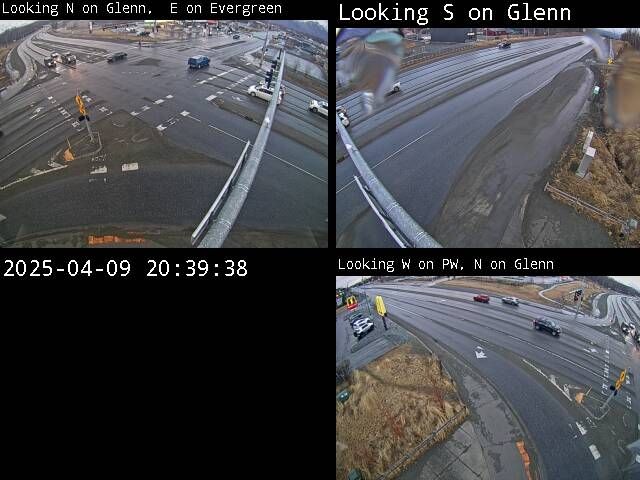 Looking N on Glenn,  E on Evergreen
Looking S on Glenn
2025-04-09 20:39:38
Looking W on PW, N on Glenn